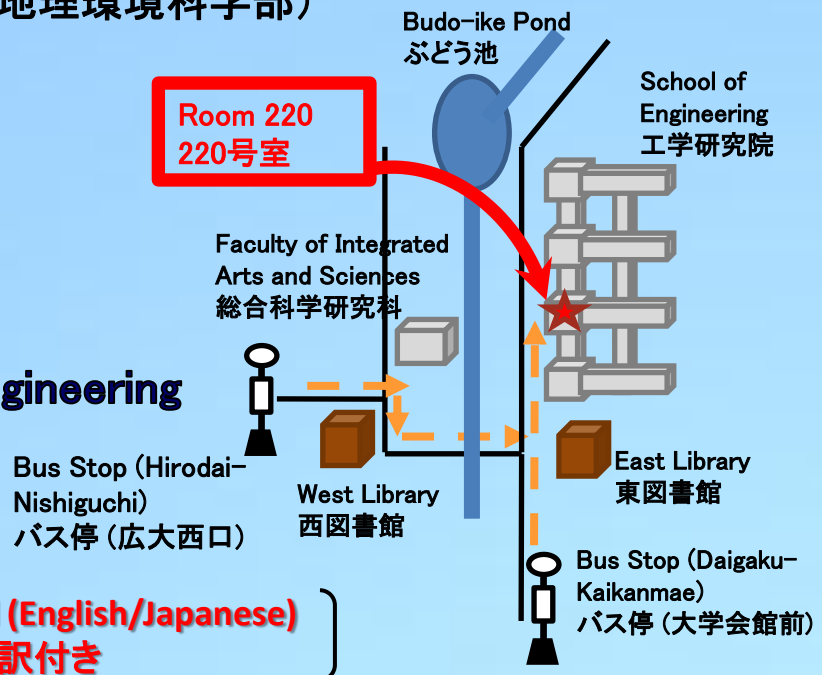 地理環境科学部）
Budo-ike Pond
ぶどう池
School of
Engineering
工学研究院
Room 220
220号室
Faculty of Integrated
Arts and Sciences
総合科学研究科
gineering
Bus Stop (Hirodai-
Nishiguchi)
バス停 (広大西口)
West Library
西図書館
East Library
東図書館
Bus Stop (Daigaku-
Kaikanmae)
バス停 (大学会館前)
(English/Japanese)
訳付き